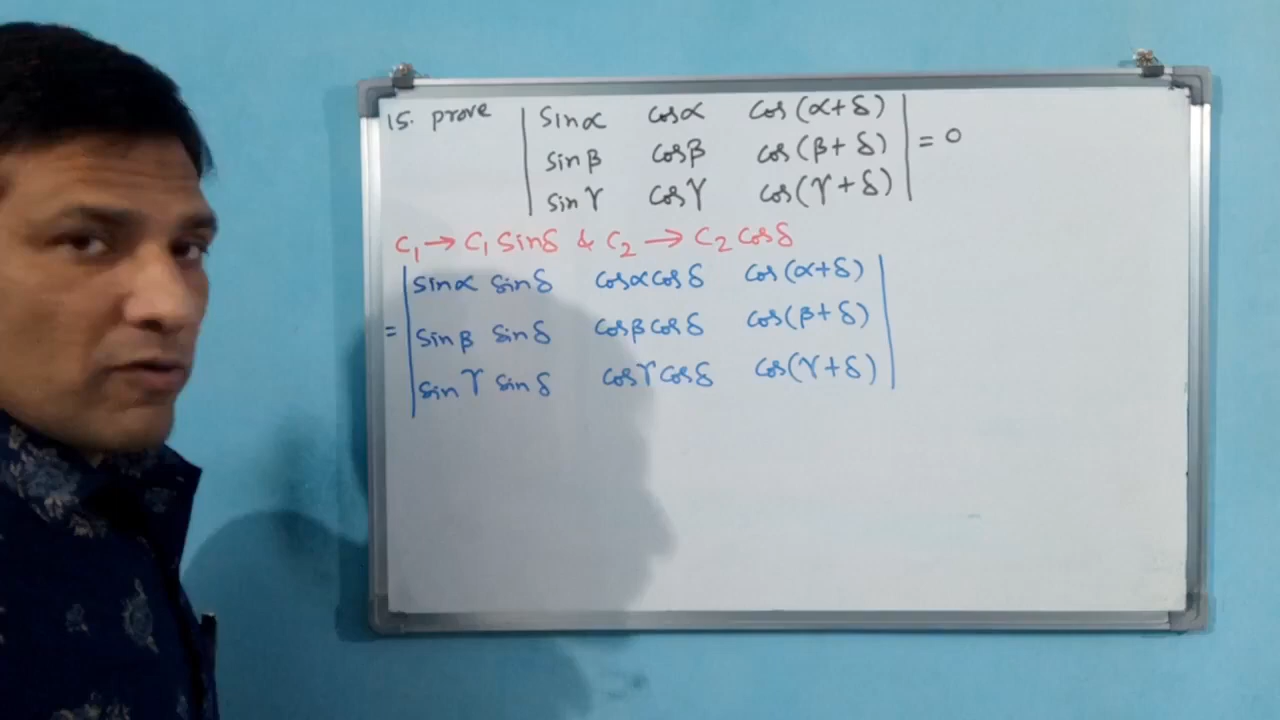 15. prove | sinα cosα cos(α+δ) |
| sinβ cosβ cos(β+δ) | = 0
| sinγ cosγ cos(γ+δ) |
C₁→C₁ sinδ & C₂→C₂ cosδ
| sinα sinδ cosα cosδ cos(α+δ) |
= | sinβ sinδ cosβ cosδ cos(β+δ) |
| sinγ sinδ cosγ cosδ cos(γ+δ) |